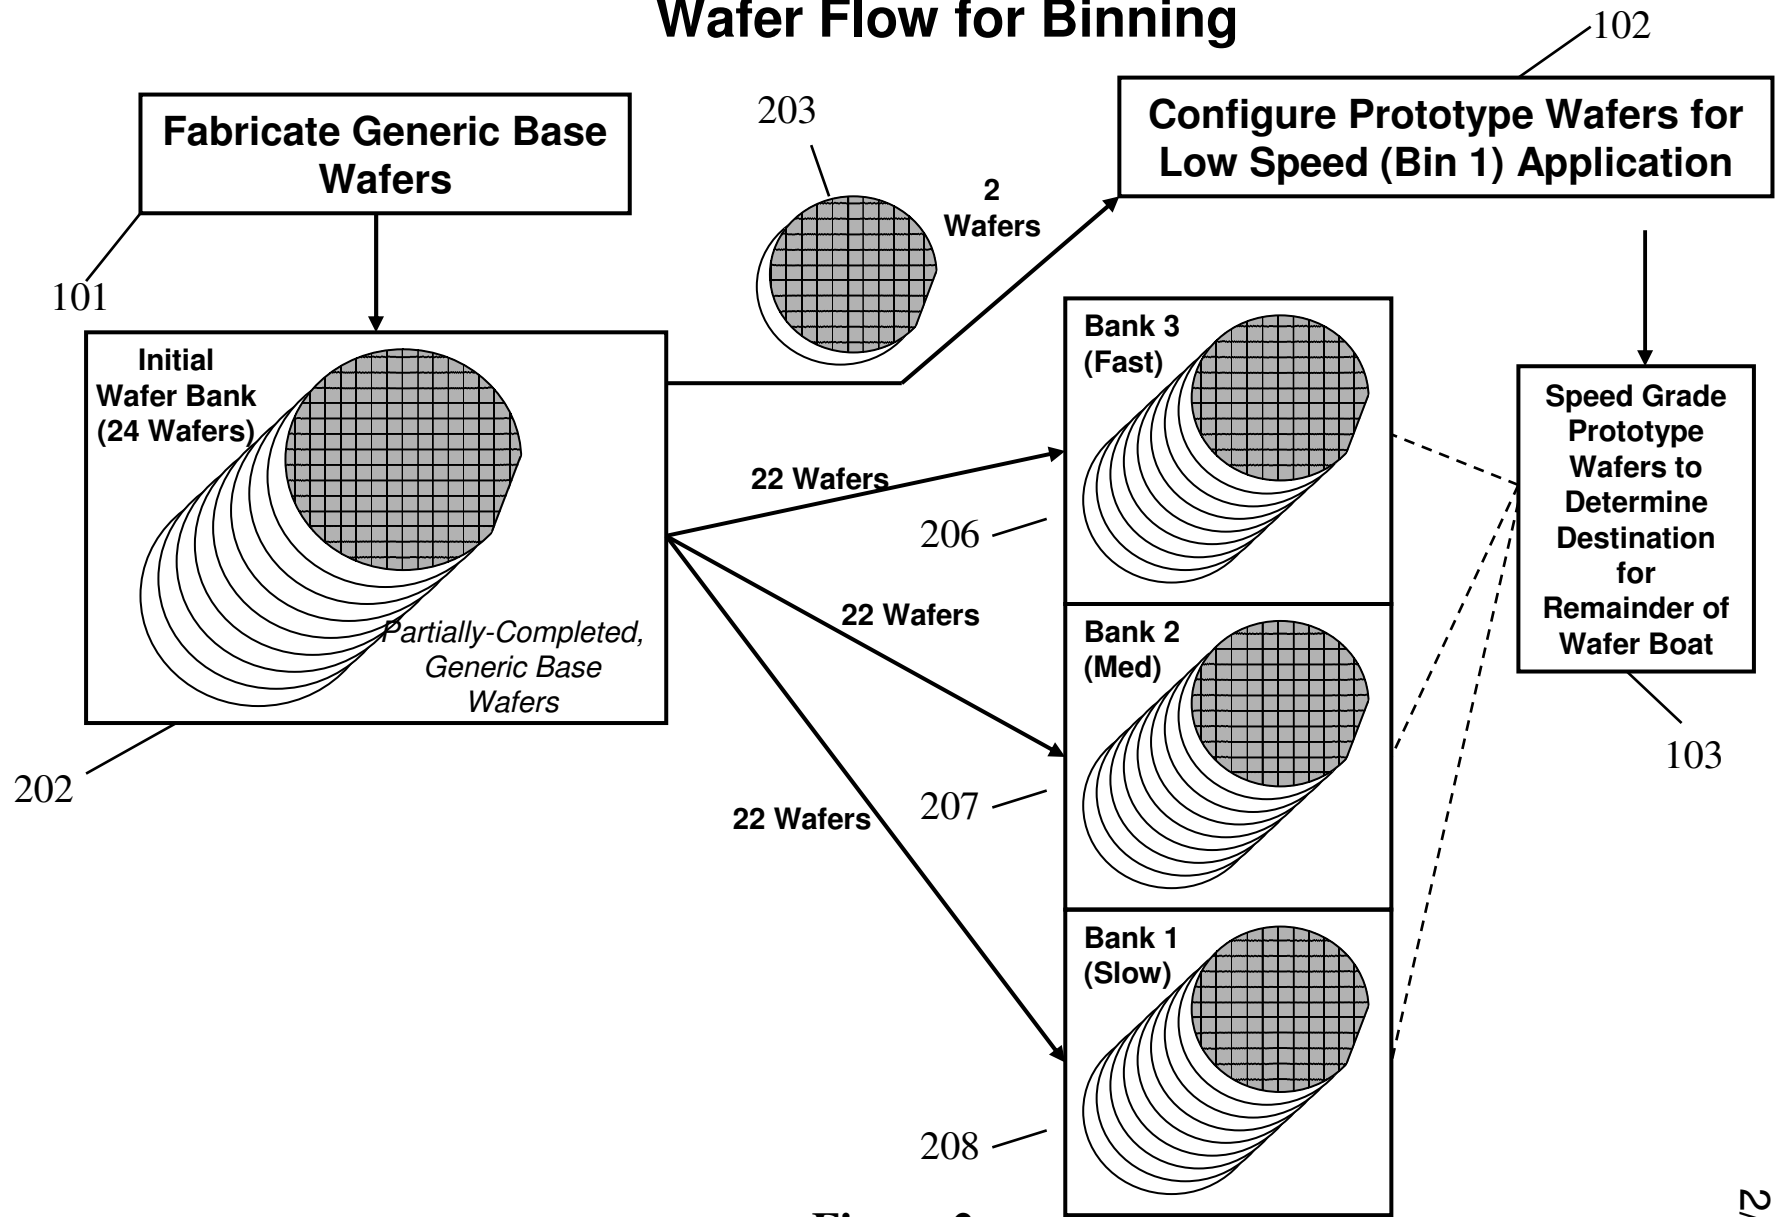 Wafer Flow for Binning
102
Fabricate Generic Base
Wafers
203
Configure Prototype Wafers for
Low Speed (Bin 1) Application
2
Wafers
101
Initial
Wafer Bank
(24 Wafers)
Partially-Completed,
Generic Base
Wafers
202
22 Wafers
22 Wafers
22 Wafers
Bank 3
(Fast)
206
Bank 2
(Med)
207
Bank 1
(Slow)
208
Speed Grade
Prototype
Wafers to
Determine
Destination
for
Remainder of
Wafer Boat
103
2/